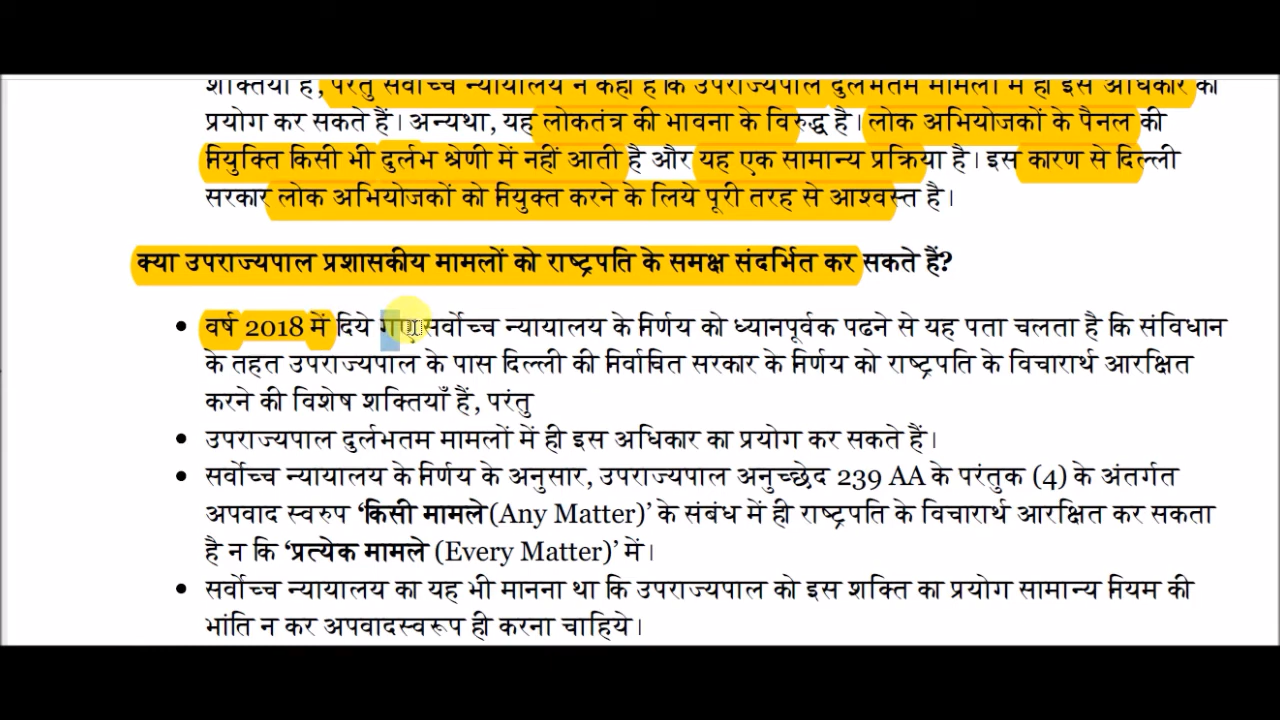 शक्तियाँ हैं, परंतु सर्वोच्च न्यायालय ने कहा है कि उपराज्यपाल दुर्लभतम मामलों में ही इस अधिकार का
प्रयोग कर सकते हैं। अन्यथा, यह लोकतंत्र की भावना के विरुद्ध है। लोक अभियोजकों के पैनल की
नियुक्ति किसी भी दुर्लभ श्रेणी में नहीं आती है और यह एक सामान्य प्रक्रिया है। इस कारण से दिल्ली
सरकार लोक अभियोजकों को नियुक्त करने के लिये पूरी तरह से आश्वस्त है।
क्या उपराज्यपाल प्रशासकीय मामलों को राष्ट्रपति के समक्ष संदर्भित कर सकते हैं?
• वर्ष 2018 में दिये गए सर्वोच्च न्यायालय के निर्णय को ध्यानपूर्वक पढने से यह पता चलता है कि संविधान
के तहत उपराज्यपाल के पास दिल्ली की निर्वाचित सरकार के निर्णय को राष्ट्रपति के विचारार्थ आरक्षित
करने की विशेष शक्तियाँ हैं, परंतु
• उपराज्यपाल दुर्लभतम मामलों में ही इस अधिकार का प्रयोग कर सकते हैं।
• सर्वोच्च न्यायालय के निर्णय के अनुसार, उपराज्यपाल अनुच्छेद 239 AA के परंतुक (4) के अंतर्गत
अपवाद स्वरुप ‘किसी मामले (Any Matter)’ के संबंध में ही राष्ट्रपति के विचारार्थ आरक्षित कर सकता
है न कि ‘प्रत्येक मामले (Every Matter)’ में।
• सर्वोच्च न्यायालय का यह भी मानना था कि उपराज्यपाल को इस शक्ति का प्रयोग सामान्य नियम की
भांति न कर अपवादस्वरूप ही करना चाहिये।